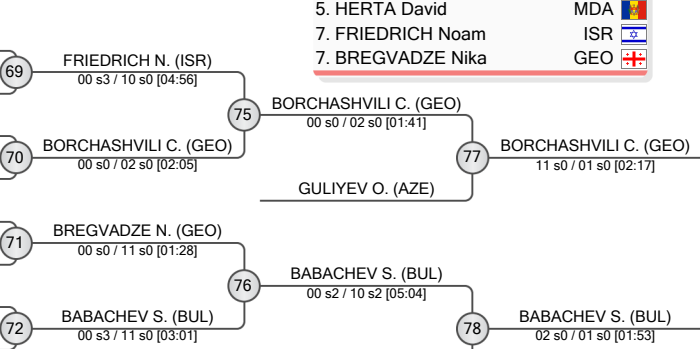 5. HERTA David MDA
7. FRIEDRICH Noam ISR
7. BREGVADZE Nika GEO
69
FRIEDRICH N. (ISR)
00 s3 / 10 s0 [04:56]
75
BORCHASHVILI C. (GEO)
00 s0 / 02 s0 [01:41]
70
BORCHASHVILI C. (GEO)
00 s0 / 02 s0 [02:05]
77
BORCHASHVILI C. (GEO)
11 s0 / 01 s0 [02:17]
GULIYEV O. (AZE)
71
BREGVADZE N. (GEO)
00 s0 / 11 s0 [01:28]
76
BABACHEV S. (BUL)
00 s2 / 10 s2 [05:04]
72
BABACHEV S. (BUL)
00 s3 / 11 s0 [03:01]
78
BABACHEV S. (BUL)
02 s0 / 01 s0 [01:53]